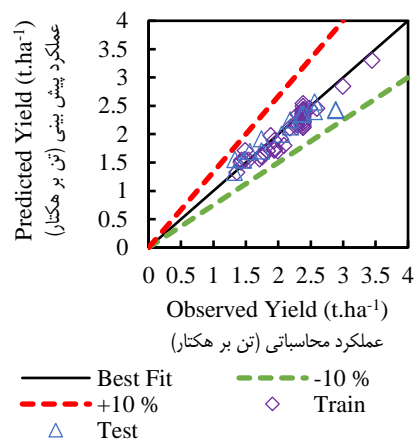 Predicted Yield (t.ha-1)
عملکرد پیش بینی (تن بر هکتار)
4
3.5
3
2.5
2
1.5
1
0.5
0
0 0.5 1 1.5 2 2.5 3 3.5 4
Observed Yield (t.ha-1)
عملکرد محاسباتی (تن بر هکتار)
Best Fit -10 %
+10 % Train
Test